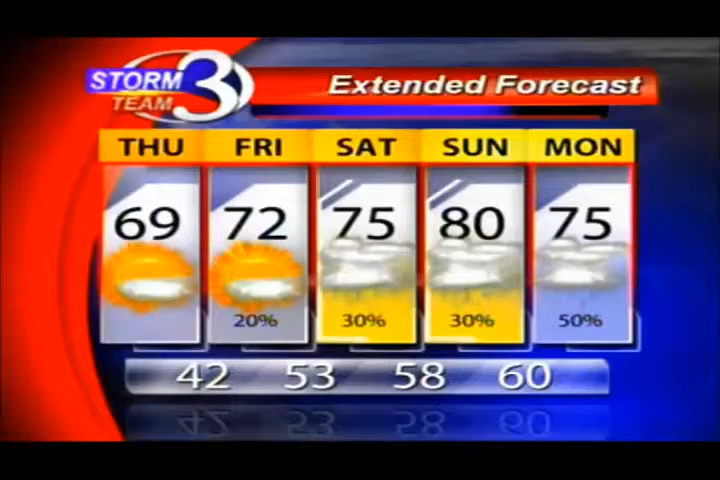 STORM 3
TEAM
Extended Forecast
THU FRI SAT SUN MON
69 72 75 80 75
20% 30% 30% 50%
42 53 58 60